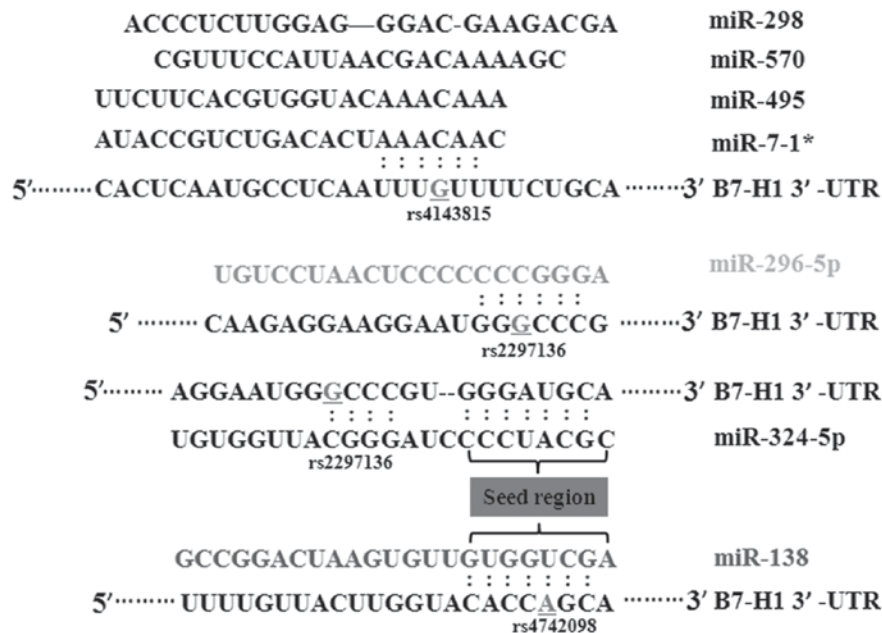 ACCCUCUUGGAG—GGAC-GAAGACGA miR-298
CGUUUCCAUUAACGACAAAAGC miR-570
UUCUUCACGUGGUACAAACAAA miR-495
AUACCGUCUGACACUAAACAAC miR-7-1*
: : : : : :
5′········ CACUCAAUGCCUCAAUUUGUUUUCUGCA ········3′ B7-H1 3′ -UTR
rs4143815
UGUCCUAACUCCCCCCCGGGA miR-296-5p
: : : : : :
5′ ········ CAAGAGGAAGGAAUGGGCCCG ········3′ B7-H1 3′ -UTR
rs2297136
5′········ AGGAAUGGGCCCGU--GGGAUGCA ········3′ B7-H1 3′ -UTR
: : : : : : : : : : :
UGUGGUUACGGGAUCCCCUACGC miR-324-5p
rs2297136
Seed region
GCCGGACUAAGUGUUGUGGUCGA miR-138
: : : : : : :
5′········ UUUUGUUACUUGGUACACCAGCA ········3′ B7-H1 3′ -UTR
rs4742098